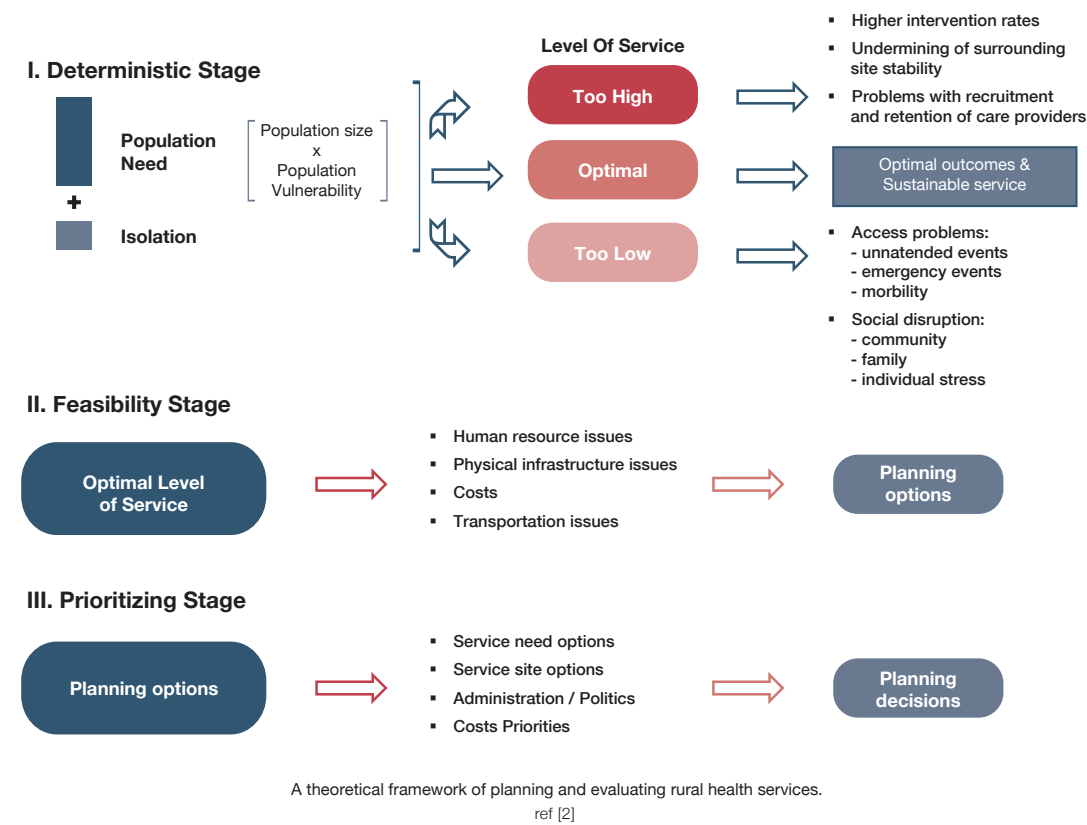 I. Deterministic Stage
Population
Need
+
Isolation
Population size
x
Population
Vulnerability
Level Of Service
Too High
Optimal
Too Low
▪ Higher intervention rates
▪ Undermining of surrounding
site stability
▪ Problems with recruitment
and retention of care providers
Optimal outcomes &
Sustainable service
▪ Access problems:
- unnatended events
- emergency events
- morbility
▪ Social disruption:
- community
- family
- individual stress
II. Feasibility Stage
Optimal Level
of Service
▪ Human resource issues
▪ Physical infrastructure issues
▪ Costs
▪ Transportation issues
Planning
options
III. Prioritizing Stage
Planning options
▪ Service need options
▪ Service site options
▪ Administration / Politics
▪ Costs Priorities
Planning
decisions
A theoretical framework of planning and evaluating rural health services.
ref [2]